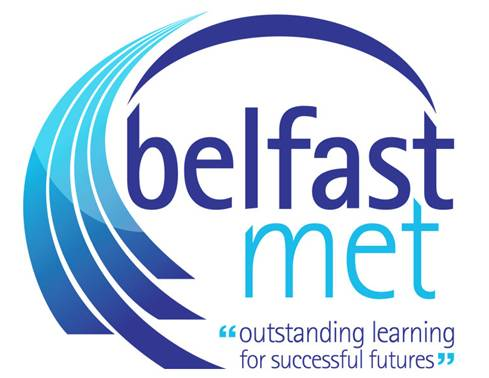 belfast
met
“outstanding learning
for successful futures”